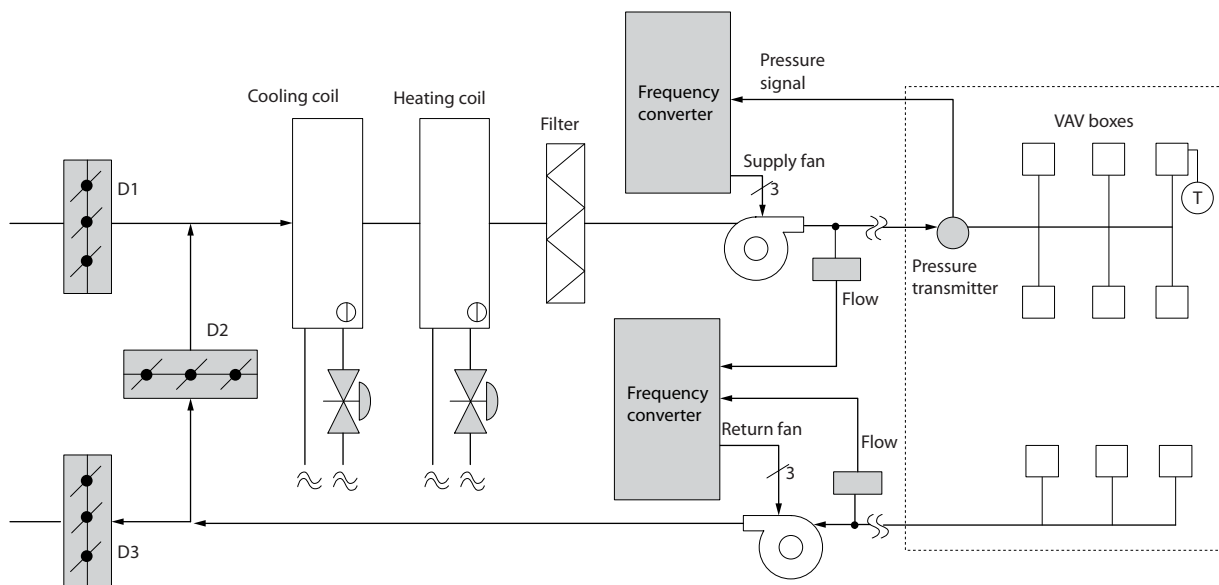 Pressure
signal
Cooling coil
Heating coil
Frequency
converter
Filter
VAV boxes
Supply fan
3
D1
T
Pressure
transmitter
Flow
D2
Frequency
converter
Return fan
Flow
3
D3